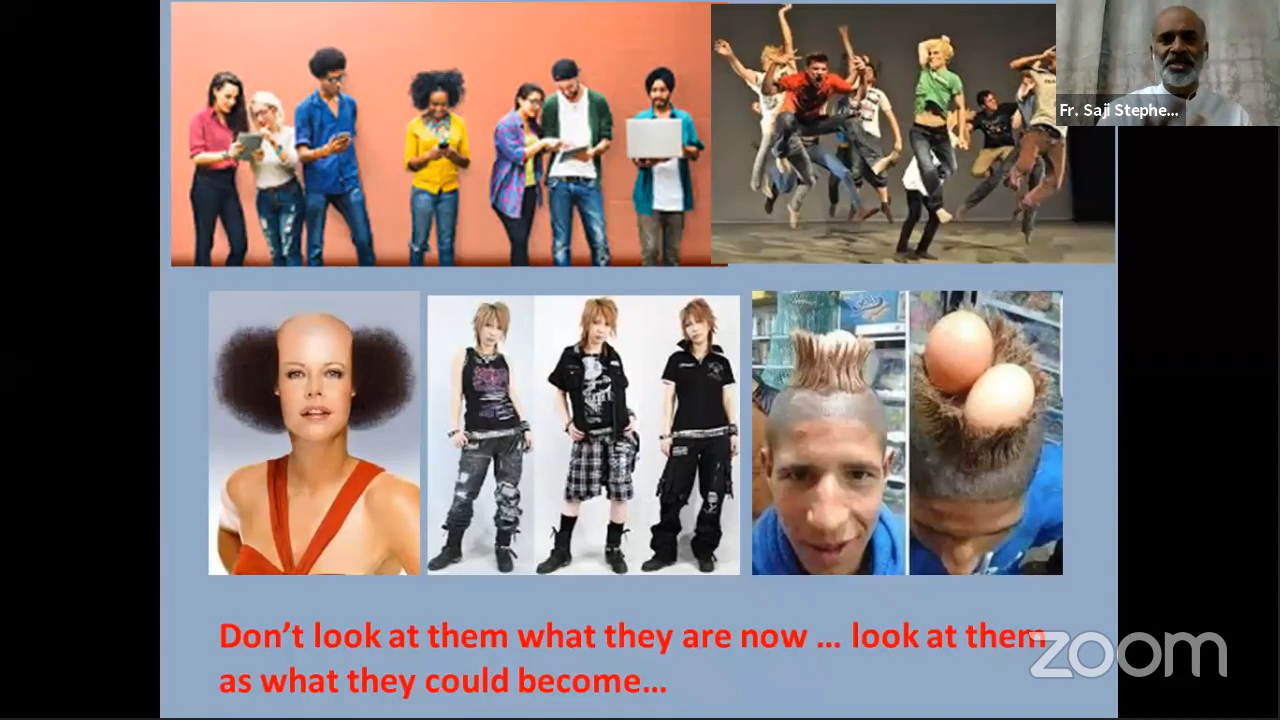 Fr. Saji Stephe...
Don't look at them what they are now ... look at them
as what they could become...
zoom